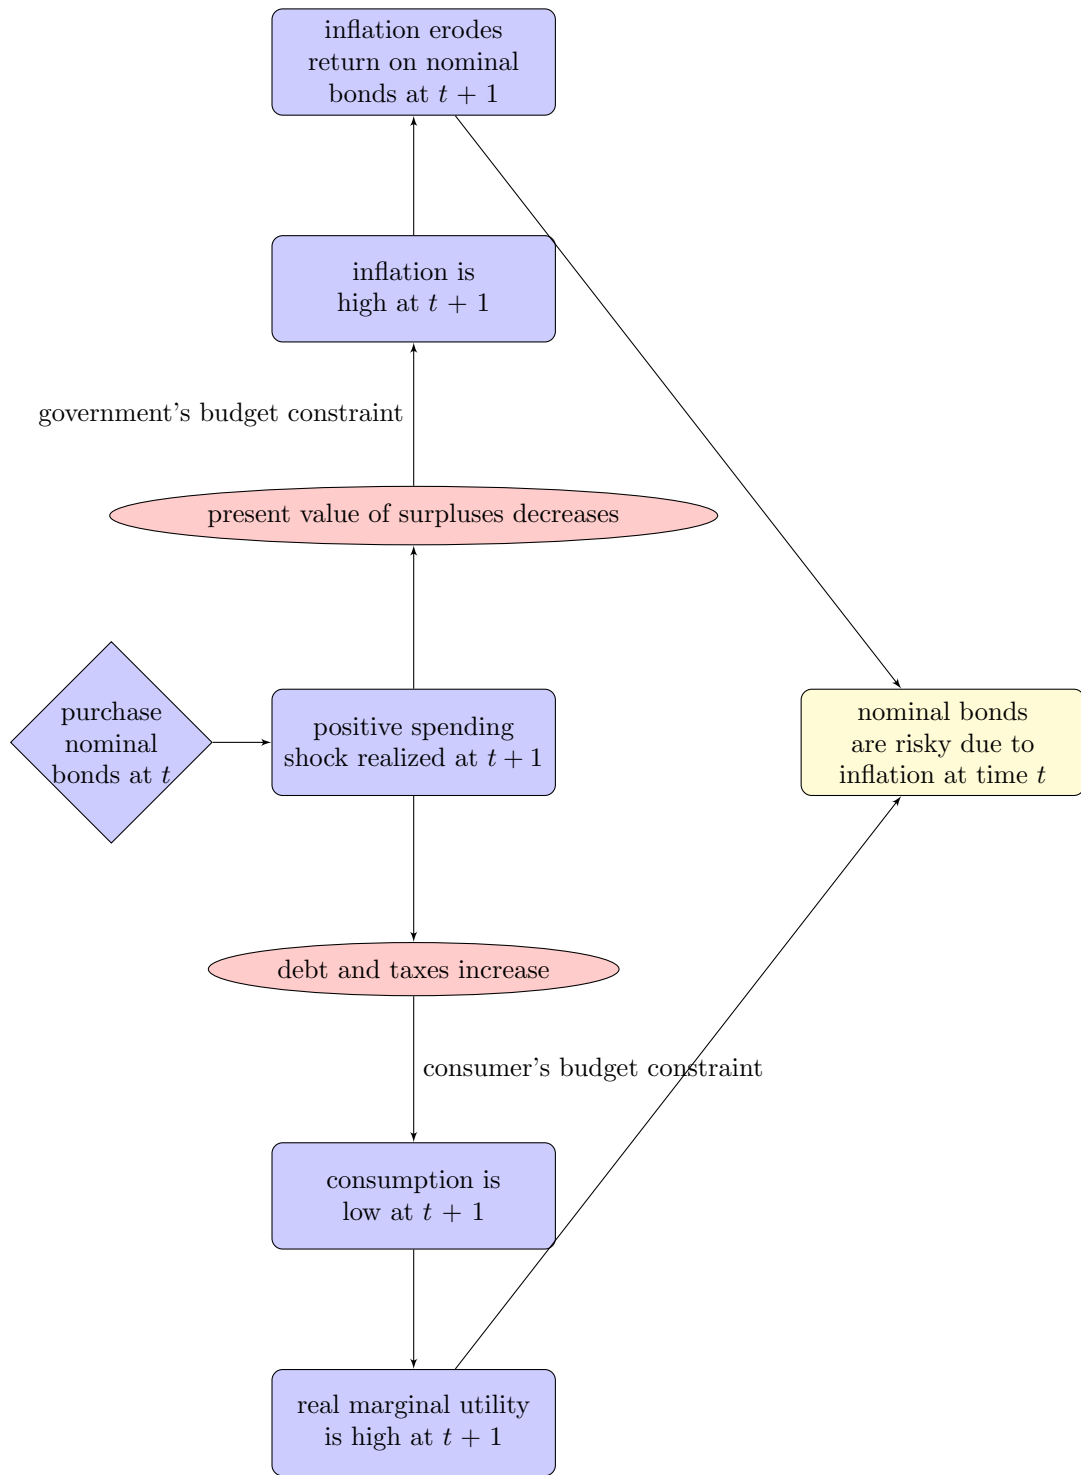 inflation erodes
return on nominal
bonds at t + 1
inflation is
high at t + 1
government's budget constraint
present value of surpluses decreases
purchase
nominal
bonds at t
positive spending
shock realized at t + 1
nominal bonds
are risky due to
inflation at time t
debt and taxes increase
consumer's budget constraint
consumption is
low at t + 1
real marginal utility
is high at t + 1